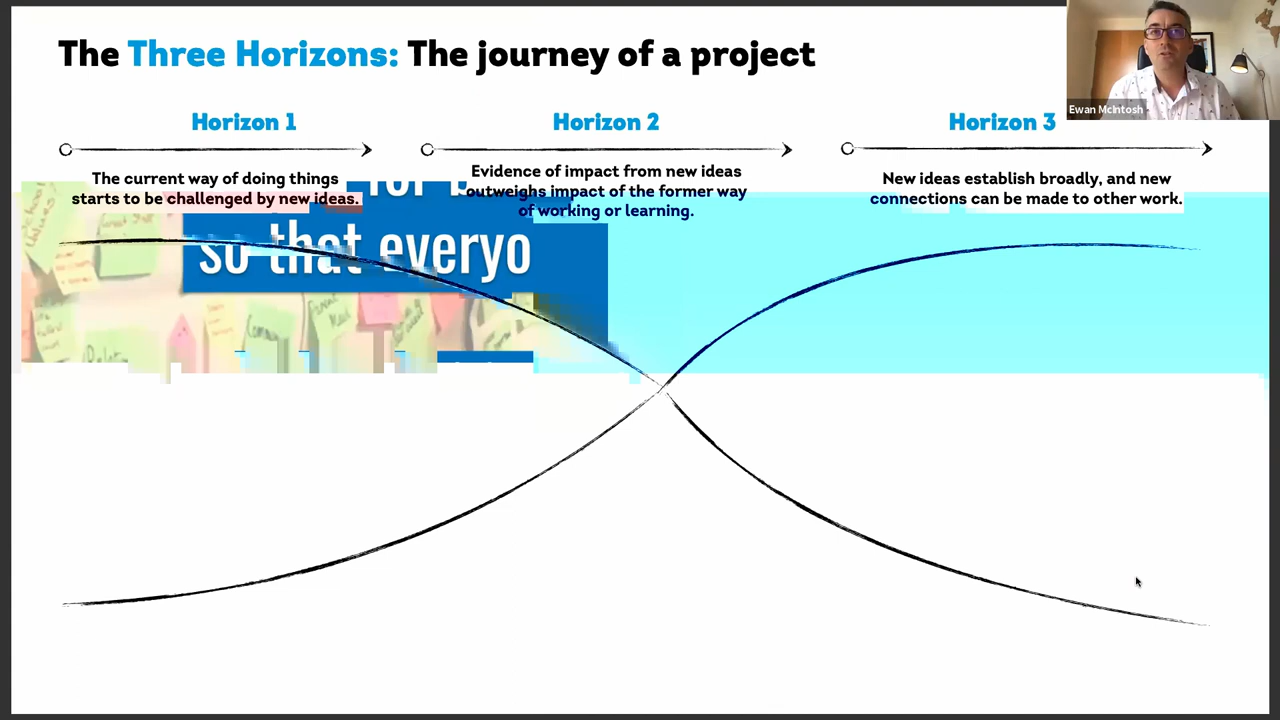 The Three Horizons: The journey of a project
Ewan McIntosh
Horizon 1
Horizon 2
Horizon 3
The current way of doing things
starts to be challenged by new ideas.
Evidence of impact from new ideas
outweighs impact of the former way
of working or learning.
New ideas establish broadly, and new
connections can be made to other work.
so that everyo